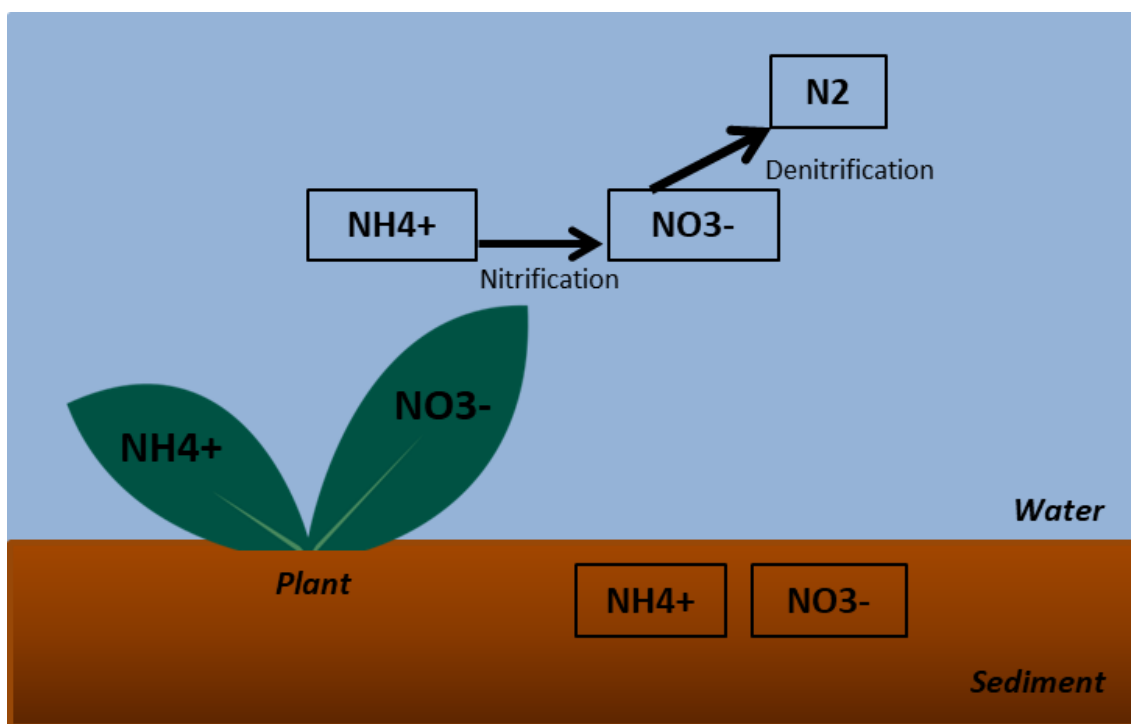 N2
Denitrification
NH4+
NO3-
Nitrification
NO3-
NH4+
Water
Plant
NH4+
NO3-
Sediment